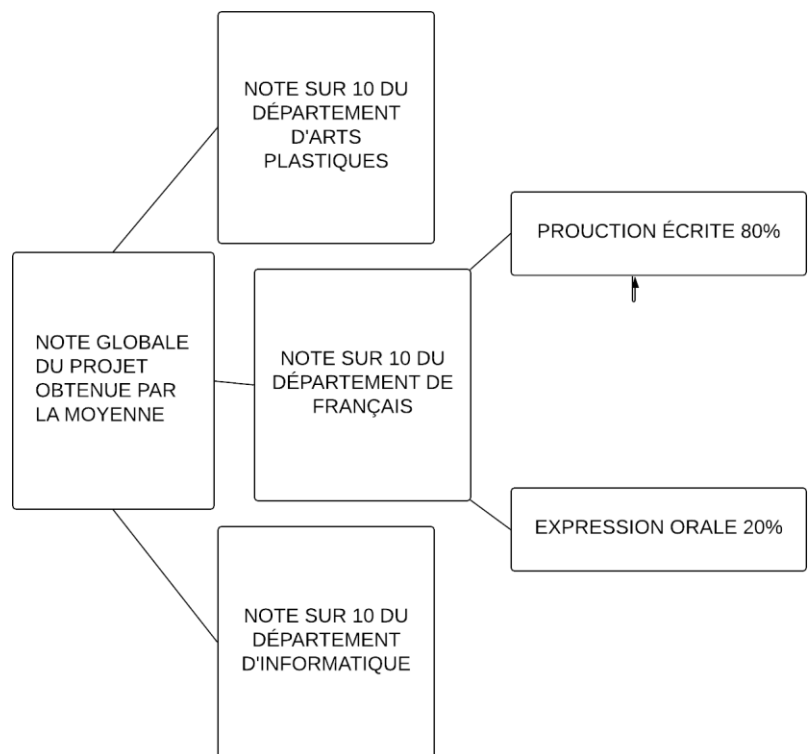 NOTE SUR 10 DU
DÉPARTEMENT
D'ARTS
PLASTIQUES
PROUCTION ÉCRITE 80%
NOTE GLOBALE
DU PROJET
OBTENUE PAR
LA MOYENNE
NOTE SUR 10 DU
DÉPARTEMENT DE
FRANÇAIS
EXPRESSION ORALE 20%
NOTE SUR 10 DU
DÉPARTEMENT
D'INFORMATIQUE